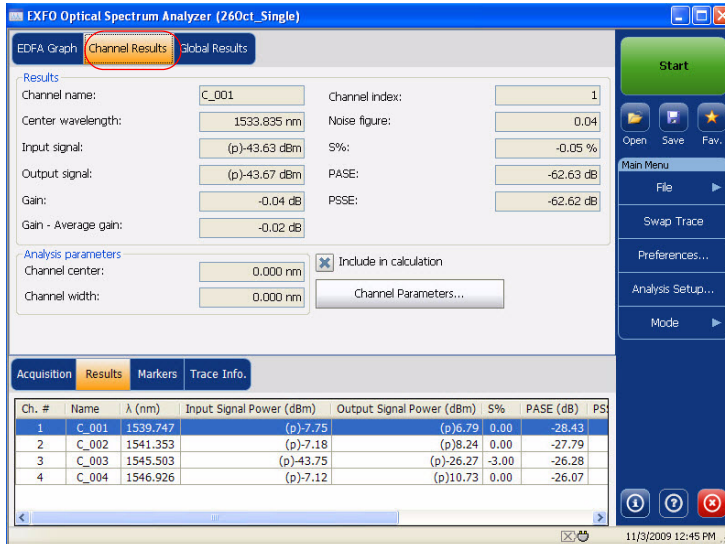 EXFO Optical Spectrum Analyzer (26Oct_Single)
EDFA Graph Channel Results Global Results
Results
Channel name: C_001 Channel index: 1
Center wavelength: 1533.835 nm Noise figure: 0.04
Input signal: (p)-43.63 dBm S%: -0.05 %
Output signal: (p)-43.67 dBm PASE: -62.63 dB
Gain: -0.04 dB PSSE: -62.62 dB
Gain - Average gain: -0.02 dB
Analysis parameters
Channel center: 0.000 nm Include in calculation
Channel width: 0.000 nm Channel Parameters...
Acquisition Results Markers Trace Info.
Ch. # Name λ (nm) Input Signal Power (dBm) Output Signal Power (dBm) S% PASE (dB) PS
1 C_001 1539.747 (p)-7.75 (p)6.79 0.00 -28.43
2 C_002 1541.353 (p)-7.18 (p)8.24 0.00 -27.79
3 C_003 1545.503 (p)-43.75 (p)-26.27 -3.00 -26.28
4 C_004 1546.926 (p)-7.12 (p)10.73 0.00 -26.07
Start
Open Save Fav.
Main Menu
File
Swap Trace
Preferences...
Analysis Setup...
Mode
11/3/2009 12:45 PM